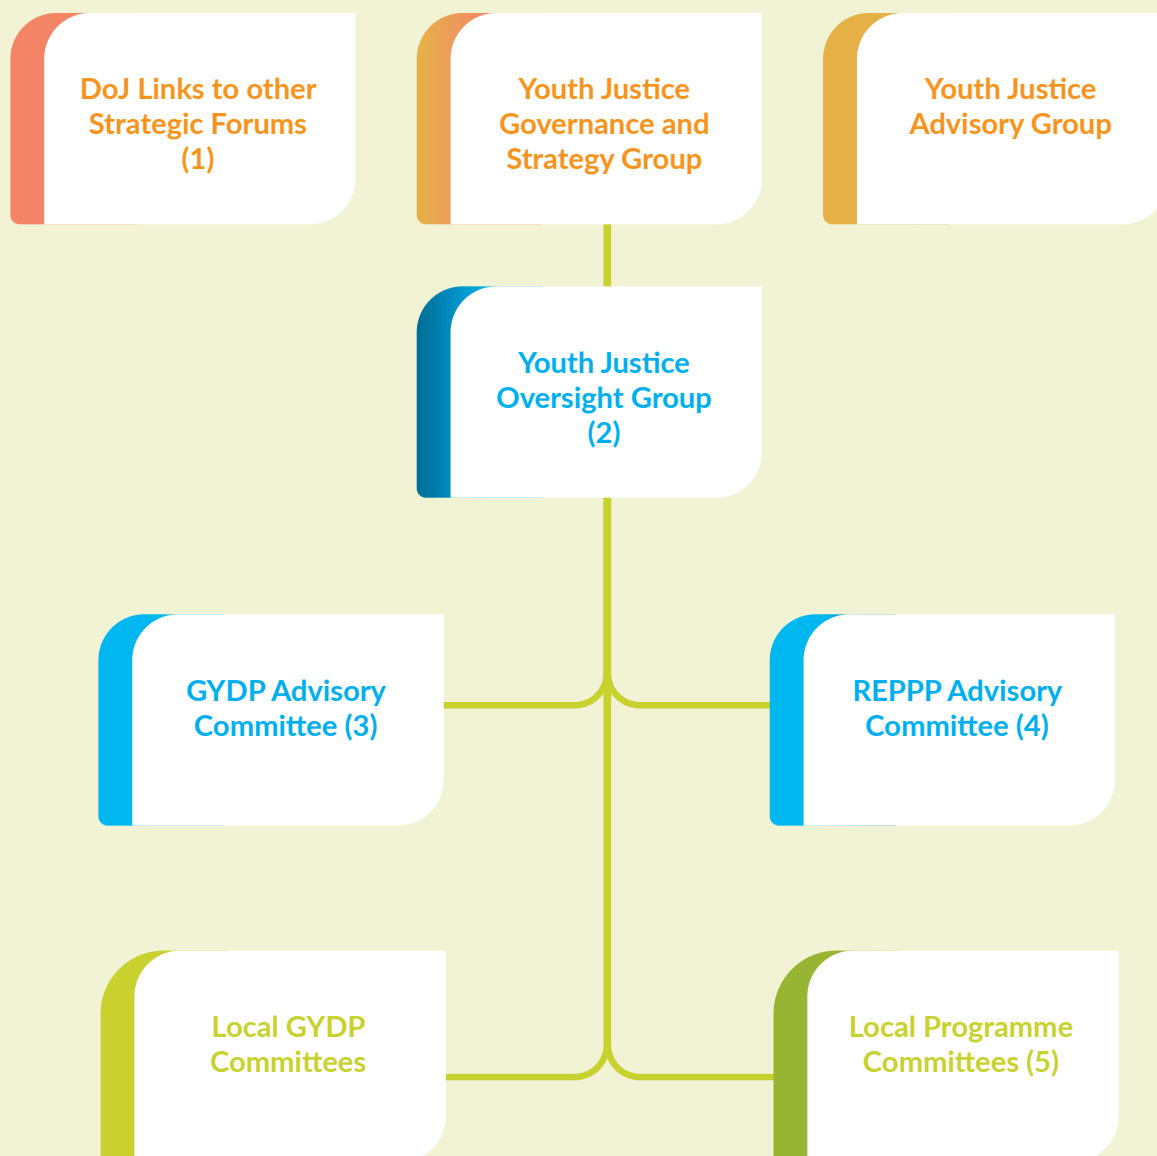 DoJ Links to other
Strategic Forums
(1)
Youth Justice
Governance and
Strategy Group
Youth Justice
Advisory Group
Youth Justice
Oversight Group
(2)
GYDP Advisory
Committee (3)
REPPP Advisory
Committee (4)
Local GYDP
Committees
Local Programme
Committees (5)